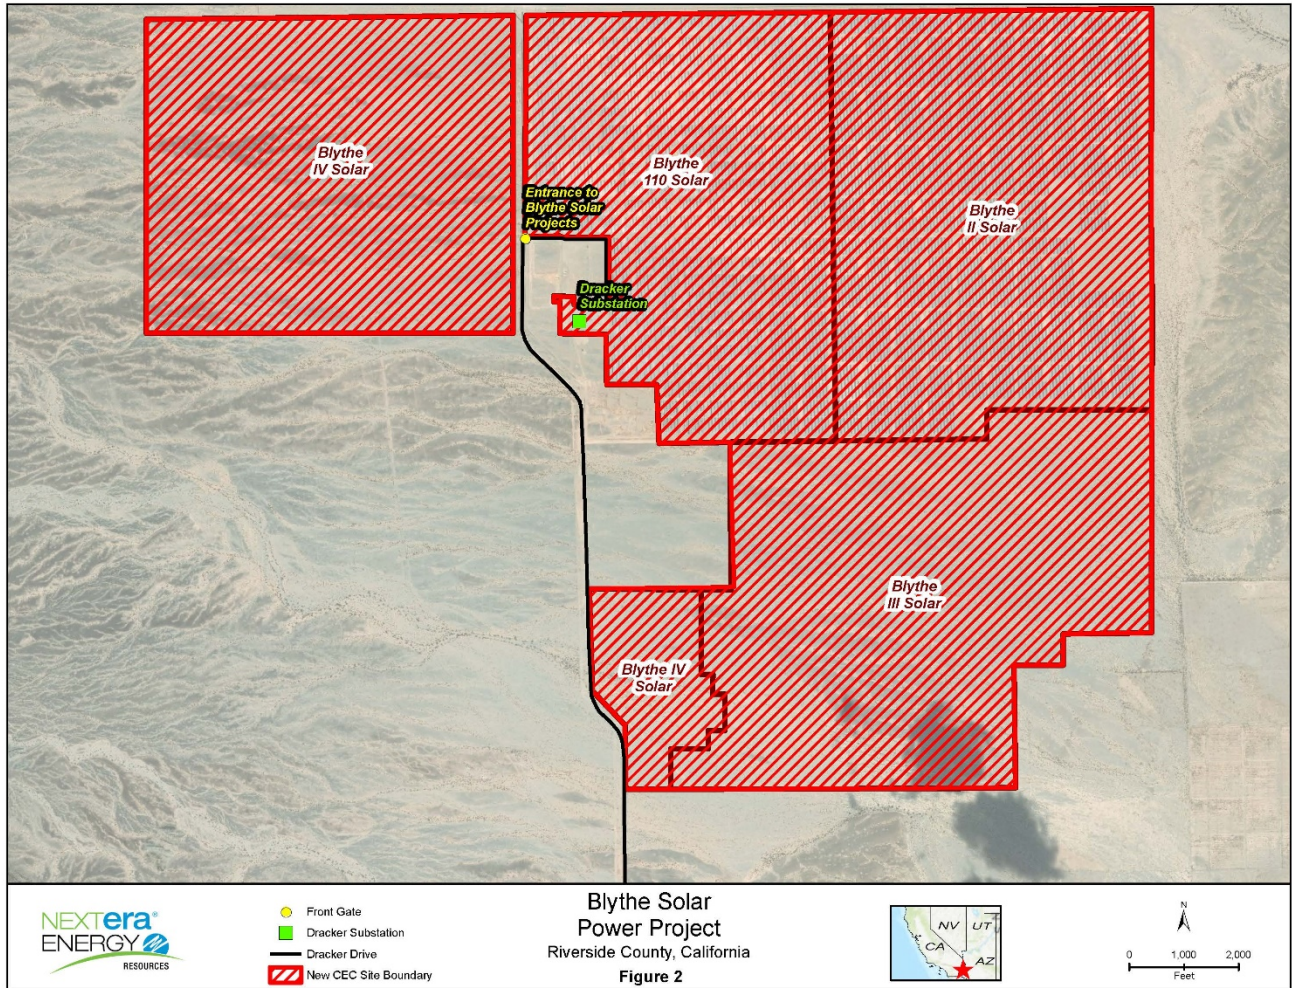 Blythe
IV Solar
Blythe
110 Solar
Blythe
II Solar
Entrance to
Blythe Solar
Projects
Dracker
Substation
Blythe
III Solar
Blythe IV
Solar
NEXTera®
ENERGY
RESOURCES
Front Gate
Dracker Substation
Dracker Drive
New CEC Site Boundary
Blythe Solar
Power Project
Riverside County, California
Figure 2
NV
UT
CA
AZ
N
0 1,000 2,000
Feet